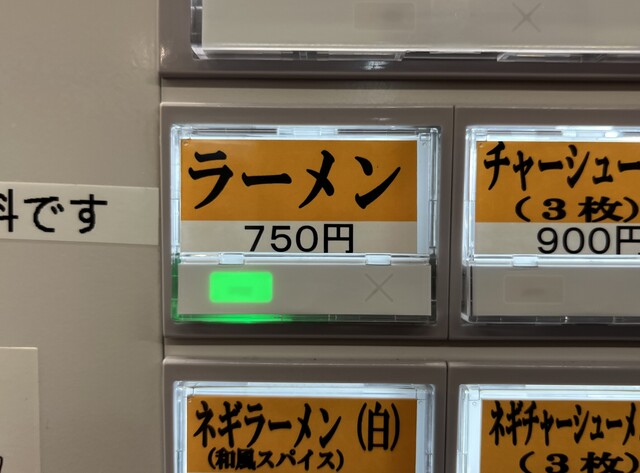 料です
ラーメン
750円
チャーシュー
(3枚)
900円
ネギラーメン(白)
(和風スパイス)
ネギチャーシューメ
(3枚)